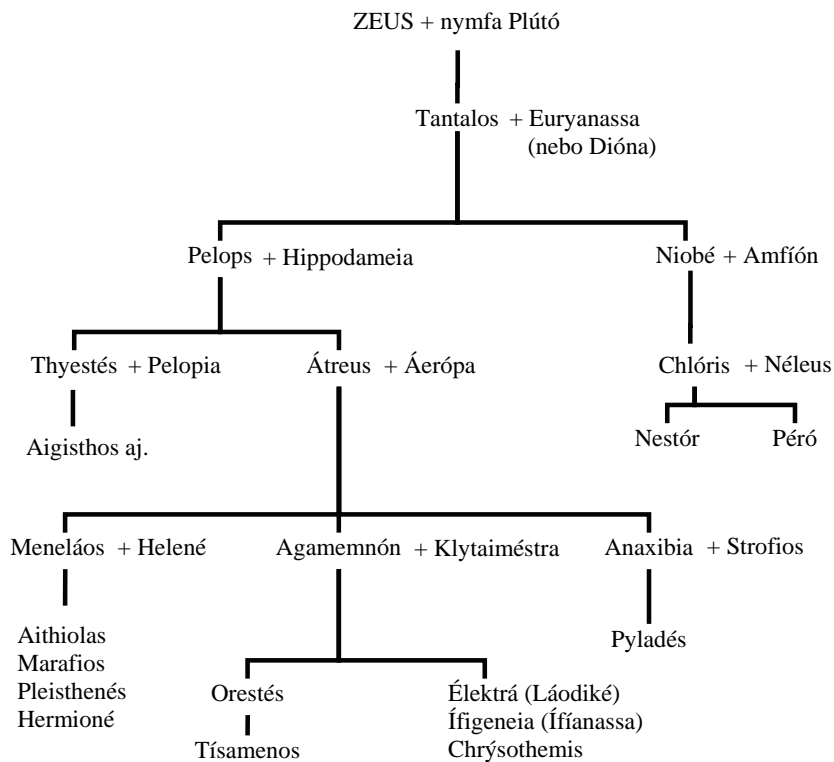 ZEUS + nymfa Plútó
Tantalos + Euryanassa
(nebo Dióna)
Pelops + Hippodameia
Niobé + Amfíón
Thyestés + Pelopia
Átreus + Áerópa
Chlóris + Néleus
Aigisthos aj.
Nestór
Péró
Meneláos + Helené
Agamemnón + Klytaiméstra
Anaxibia + Strofios
Aithiolas
Marafios
Pleisthenés
Hermioné
Orestés
Tísamenos
Élektrá (Láodiké)
Ífigeneia (Ífíanassa)
Chrýsothemis
Pyladés